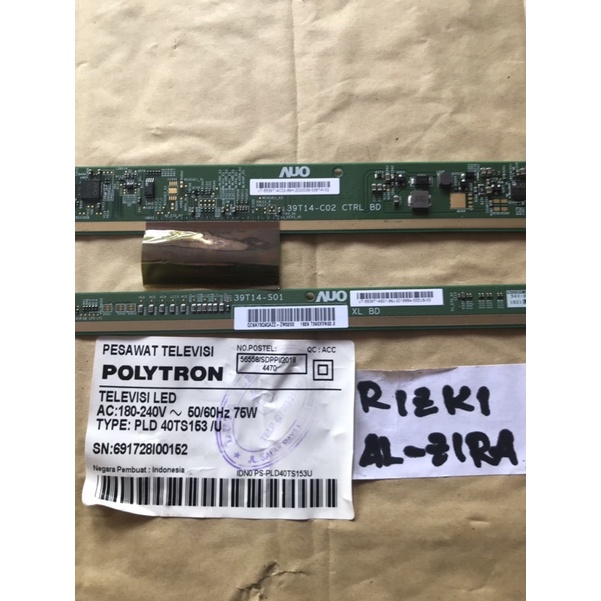 AUO
39T14-C02 CTRL BD
39T14-S01
AUO
XL BD
PESAWAT TELEVISI
NO.POSTEL:
QC : ACC
POLYTRON
56558/SDPPI/2018
4470
TELEVISI LED
AC:180-240V ~ 50/60Hz 75W
TYPE: PLD 40TS153 /U
SN:691728I00152
Negara Pembuat : Indonesia
IDN0 PS-PLD40TS153U
RIZKI
AL-ZIRA